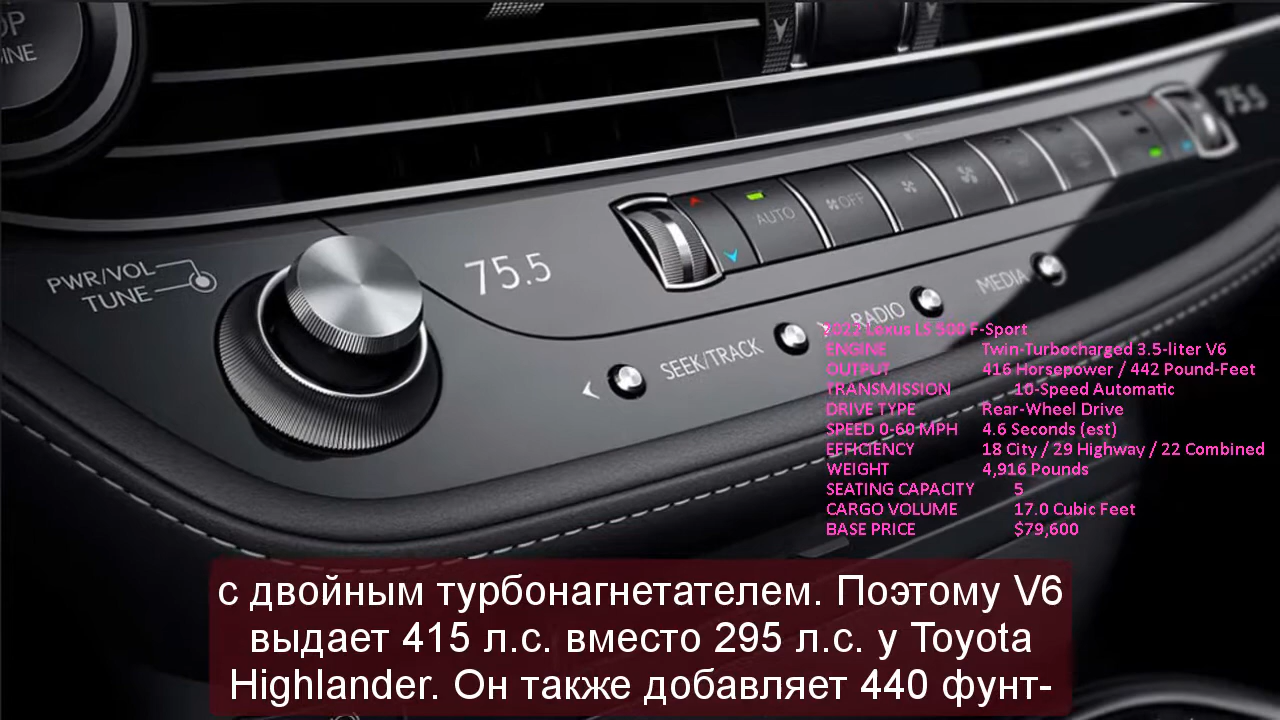 PWR/VOL
TUNE
75.5
AUTO
OFF
75.5
SEEK/TRACK
RADIO
MEDIA
2022 Lexus LS 500 F-Sport
ENGINE Twin-Turbocharged 3.5-liter V6
OUTPUT 416 Horsepower / 442 Pound-Feet
TRANSMISSION 10-Speed Automatic
DRIVE TYPE Rear-Wheel Drive
SPEED 0-60 MPH 4.6 Seconds (est)
EFFICIENCY 18 City / 29 Highway / 22 Combined
WEIGHT 4,916 Pounds
SEATING CAPACITY 5
CARGO VOLUME 17.0 Cubic Feet
BASE PRICE $79,600
с двойным турбонагнетателем. Поэтому V6
выдает 415 л.с. вместо 295 л.с. у Toyota
Highlander. Он также добавляет 440 фунт-